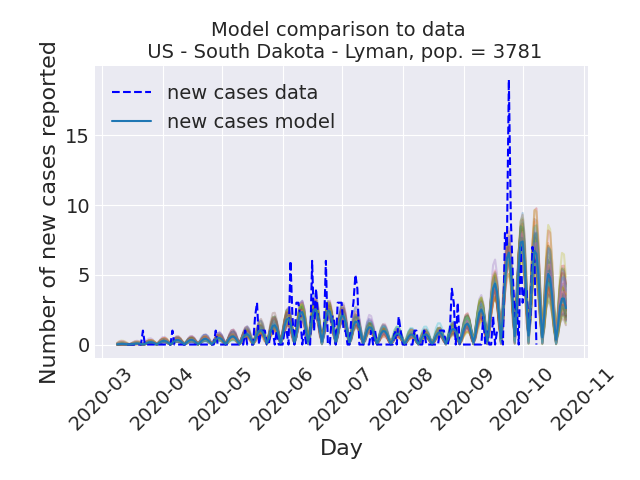 Model comparison to data
US - South Dakota - Lyman, pop. = 3781
new cases data
new cases model
Number of new cases reported
15
10
5
0
2020-03
2020-04
2020-05
2020-06
2020-07
2020-08
2020-09
2020-10
2020-11
Day